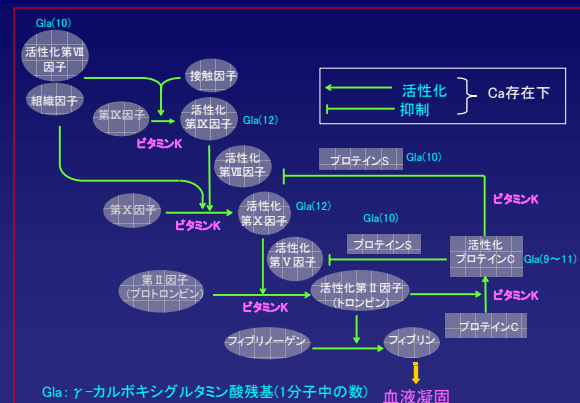 Gla(10)
活性化第Ⅶ
因子
組織因子
接触因子
第Ⅸ因子
活性化
第Ⅸ因子
Gla(12)
ビタミンK
活性化
抑制
Ca存在下
活性化
第Ⅷ因子
プロテインS
Gla(10)
ビタミンK
第Ⅹ因子
ビタミンK
活性化
第Ⅹ因子
Gla(12)
Gla(10)
プロテインS
活性化
第Ⅴ因子
活性化
プロテインC
Gla(9～11)
第Ⅱ因子
(プロトロンビン)
ビタミンK
活性化第Ⅱ因子
(トロンビン)
ビタミンK
プロテインC
フィブリノーゲン
フィブリン
Gla：γ-カルボキシグルタミン酸残基(1分子中の数)
血液凝固